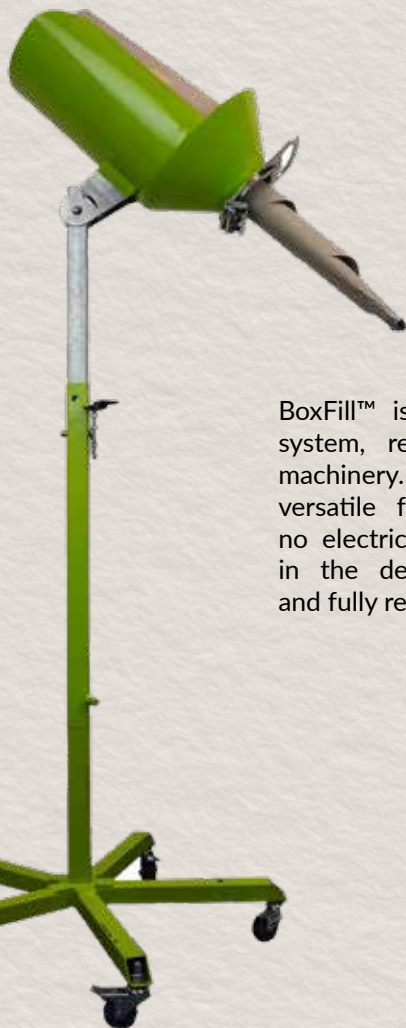 BoxFill™ is
system, re
machinery.
versatile f
no electric
in the de
and fully re